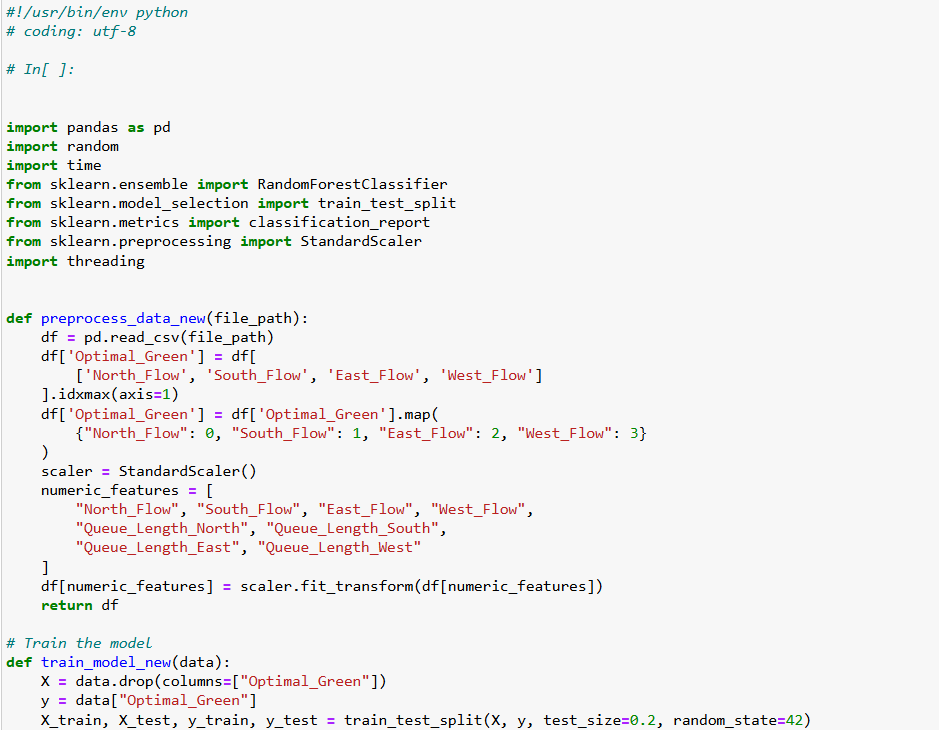 #!/usr/bin/env python
# coding: utf-8
# In[ ]:
import pandas as pd
import random
import time
from sklearn.ensemble import RandomForestClassifier
from sklearn.model_selection import train_test_split
from sklearn.metrics import classification_report
from sklearn.preprocessing import StandardScaler
import threading
def preprocess_data_new(file_path):
    df = pd.read_csv(file_path)
    df['Optimal_Green'] = df[
        ['North_Flow', 'South_Flow', 'East_Flow', 'West_Flow']
    ].idxmax(axis=1)
    df['Optimal_Green'] = df['Optimal_Green'].map(
        {"North_Flow": 0, "South_Flow": 1, "East_Flow": 2, "West_Flow": 3}
    )
    scaler = StandardScaler()
    numeric_features = [
        "North_Flow", "South_Flow", "East_Flow", "West_Flow",
        "Queue_Length_North", "Queue_Length_South",
        "Queue_Length_East", "Queue_Length_West"
    ]
    df[numeric_features] = scaler.fit_transform(df[numeric_features])
    return df
# Train the model
def train_model_new(data):
    X = data.drop(columns=["Optimal_Green"])
    y = data["Optimal_Green"]
    X_train, X_test, y_train, y_test = train_test_split(X, y, test_size=0.2, random_state=42)